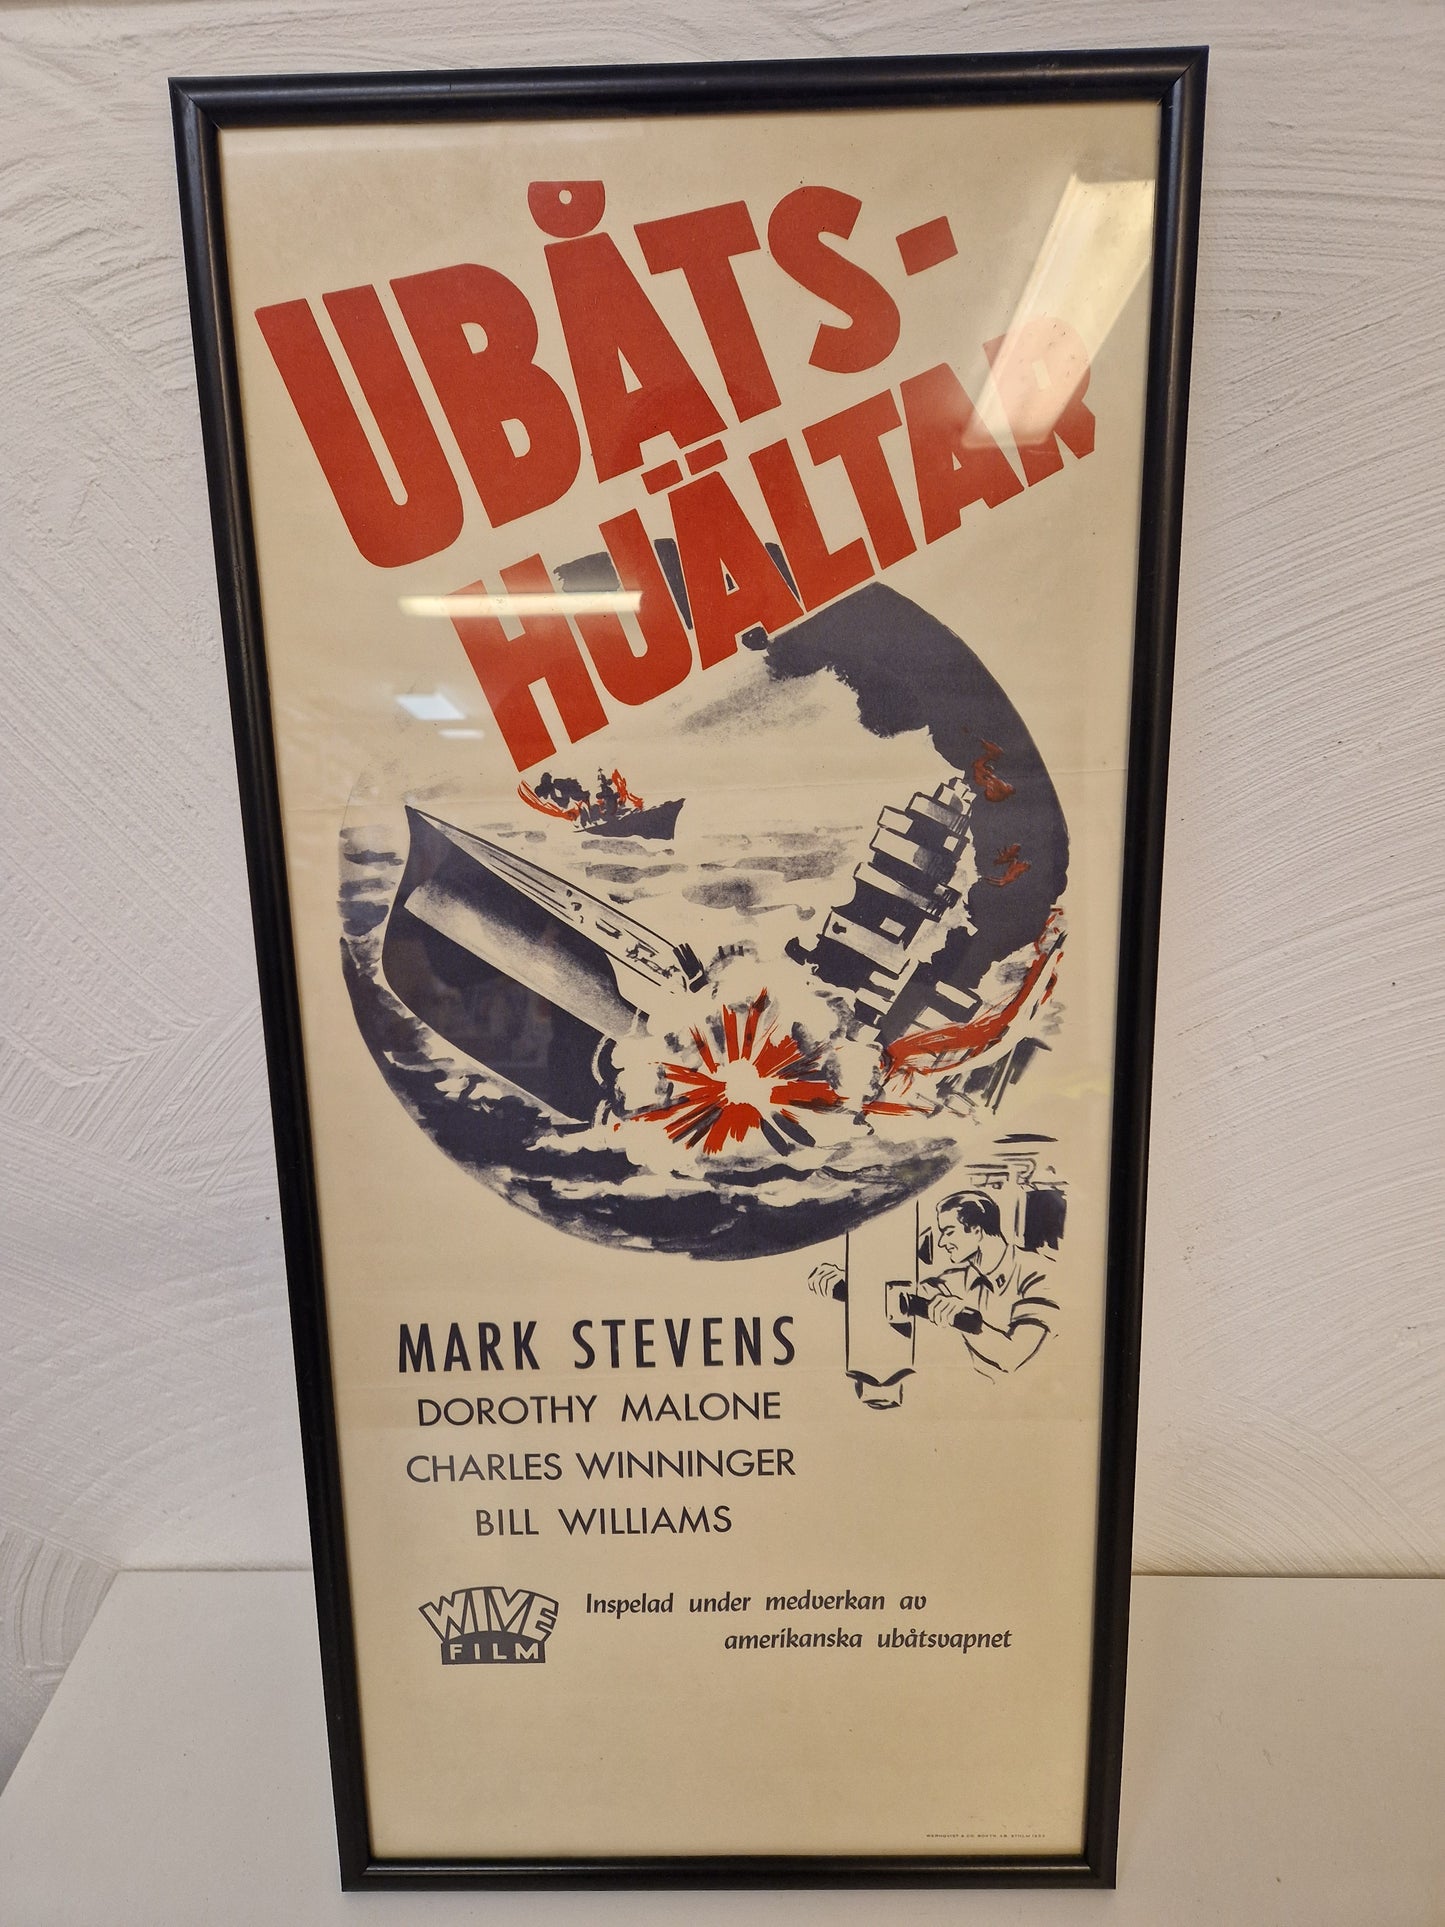 UBÅTS-
HJÄLTAR
MARK STEVENS
DOROTHY MALONE
CHARLES WINNINGER
BILL WILLIAMS
WIVE
FILM
Inspelad under medverkan av
amerikanska ubåtsvapnet